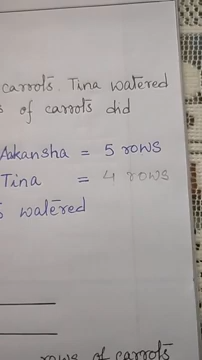 carrots. Tina watered
of carrots did
Aakansha = 5 rows
Tina = 4 rows
watered
rows of carrots